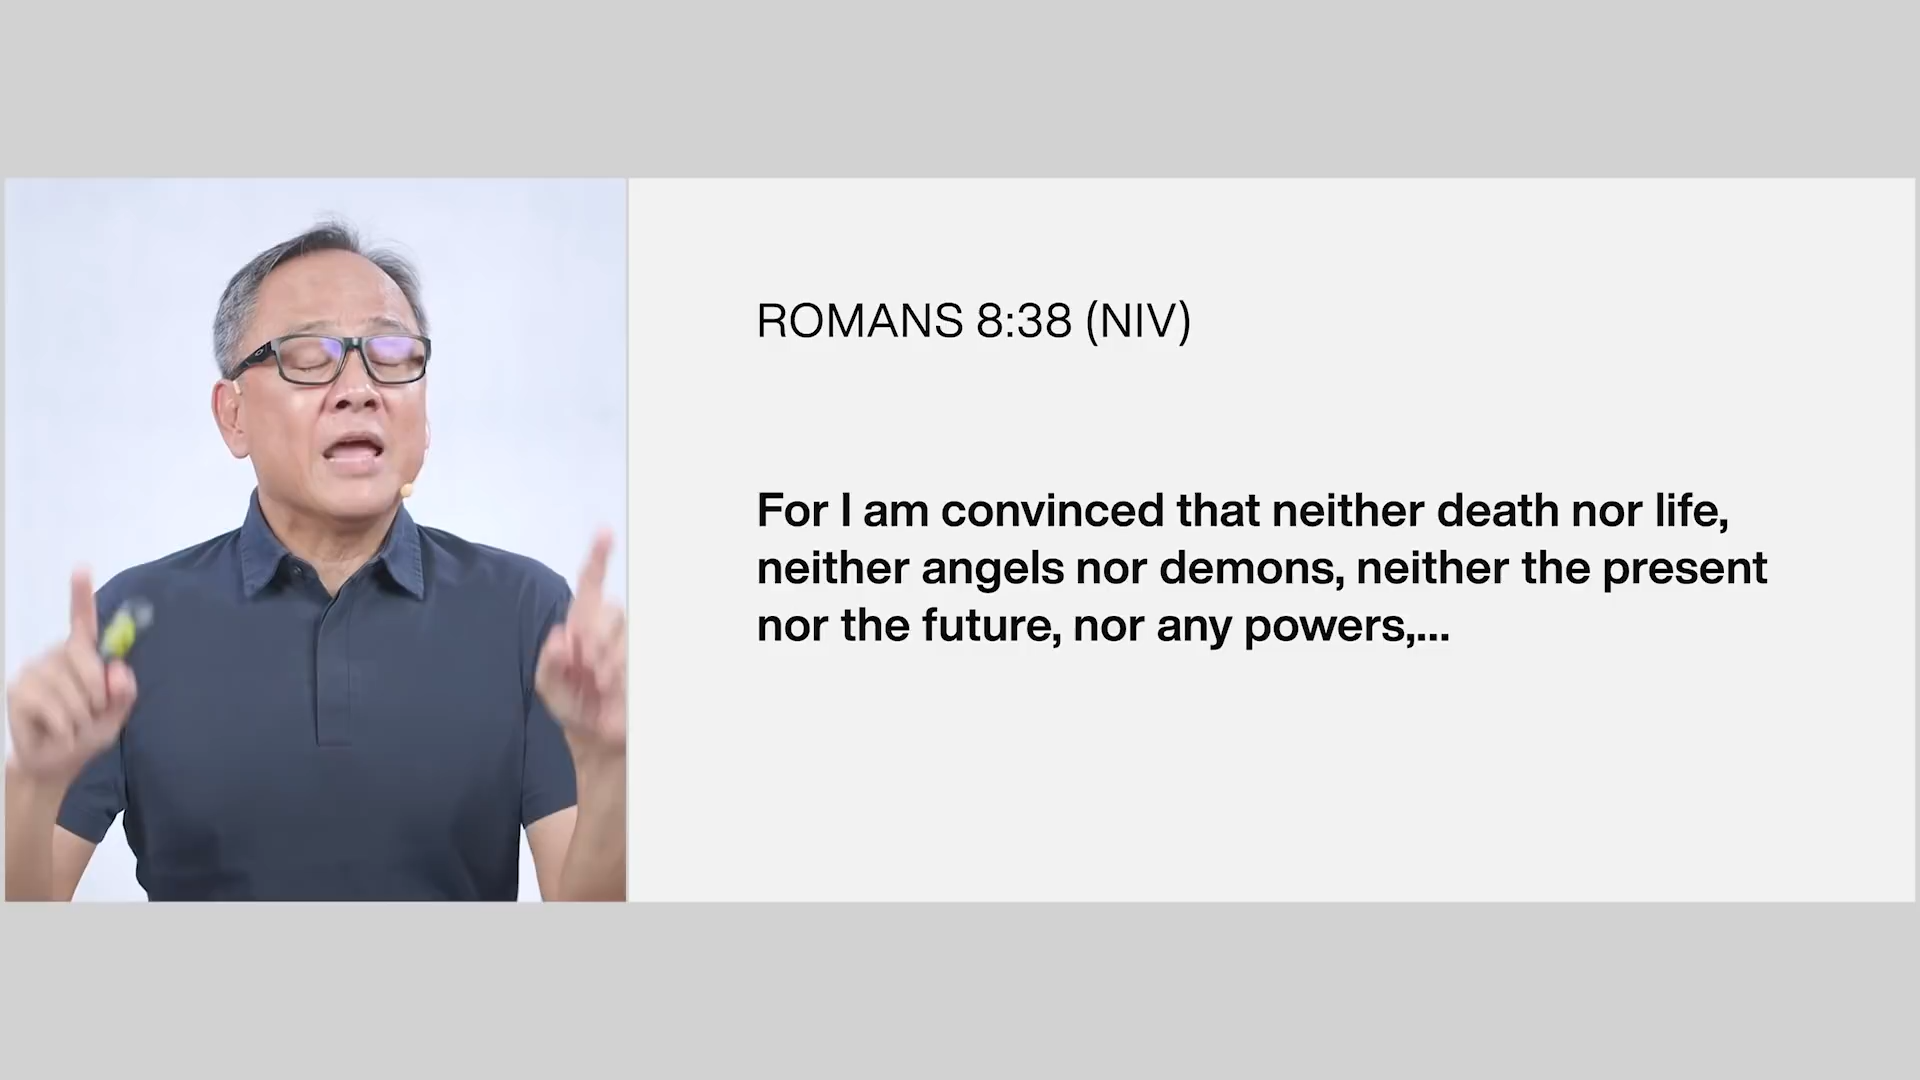 ROMANS 8:38 (NIV)
For I am convinced that neither death nor life,
neither angels nor demons, neither the present
nor the future, nor any powers,...